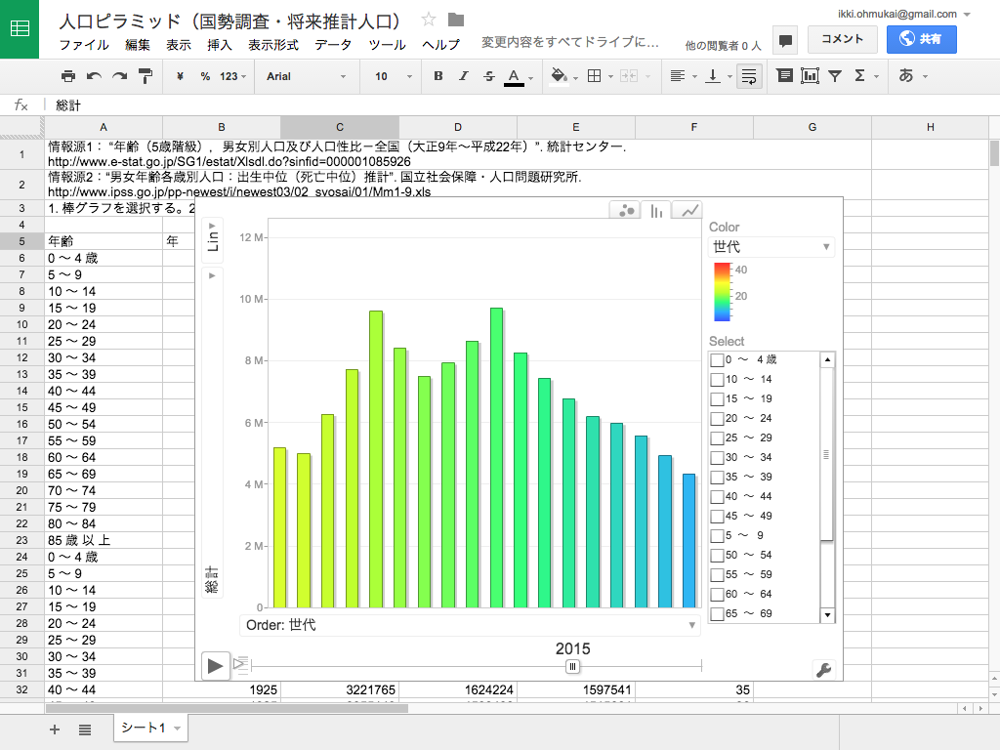 人口ピラミッド（国勢調査・将来推計人口）
ikki.ohmukai@gmail.com
ファイル 編集 表示 挿入 表示形式 データ ツール ヘルプ 変更内容をすべてドライブに... 他の閲覧者 0 人 コメント 共有
¥ % 123 Arial 10 B I S A Σ あ
fx 総計
A B C D E F G H
1 情報源1： “年齢（5歳階級），男女別人口及び人口性比－全国（大正9年～平成22年）”. 統計センター.
http://www.e-stat.go.jp/SG1/estat/Xlsdl.do?sinfid=000001085926
2 情報源2：“男女年齢各歳別人口：出生中位（死亡中位）推計”. 国立社会保障・人口問題研究所.
http://www.ipss.go.jp/pp-newest/j/newest03/02_syosai/01/Mm1-9.xls
3 1. 棒グラフを選択する。2
4
5 年齢 年
6 0 ～ 4 歳
7 5 ～ 9
8 10 ～ 14
9 15 ～ 19
10 20 ～ 24
11 25 ～ 29
12 30 ～ 34
13 35 ～ 39
14 40 ～ 44
15 45 ～ 49
16 50 ～ 54
17 55 ～ 59
18 60 ～ 64
19 65 ～ 69
20 70 ～ 74
21 75 ～ 79
22 80 ～ 84
23 85 歳 以 上
24 0 ～ 4 歳
25 5 ～ 9
26 10 ～ 14
27 15 ～ 19
28 20 ～ 24
29 25 ～ 29
30 30 ～ 34
31 35 ～ 39
32 40 ～ 44 1925 3221765 1624224 1597541 35
Lin
総計
12 M
10 M
8 M
6 M
4 M
2 M
0
Order: 世代
2015
Color
世代
40
20
Select
0 ～ 4 歳
10 ～ 14
15 ～ 19
20 ～ 24
25 ～ 29
30 ～ 34
35 ～ 39
40 ～ 44
45 ～ 49
5 ～ 9
50 ～ 54
55 ～ 59
60 ～ 64
65 ～ 69
シート1